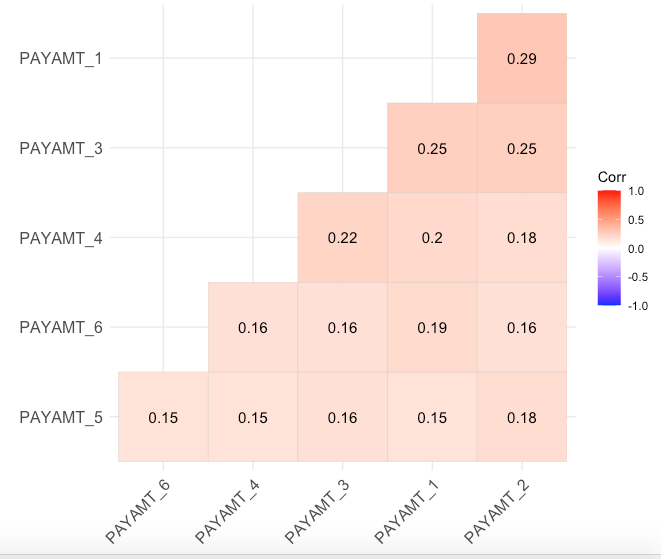 PAYAMT_1
0.29
PAYAMT_3
0.25 0.25
PAYAMT_4
0.22 0.2 0.18
PAYAMT_6
0.16 0.16 0.19 0.16
PAYAMT_5
0.15 0.15 0.16 0.15 0.18
PAYAMT_6
PAYAMT_4
PAYAMT_3
PAYAMT_1
PAYAMT_2
Corr
1.0
0.5
0.0
-0.5
-1.0